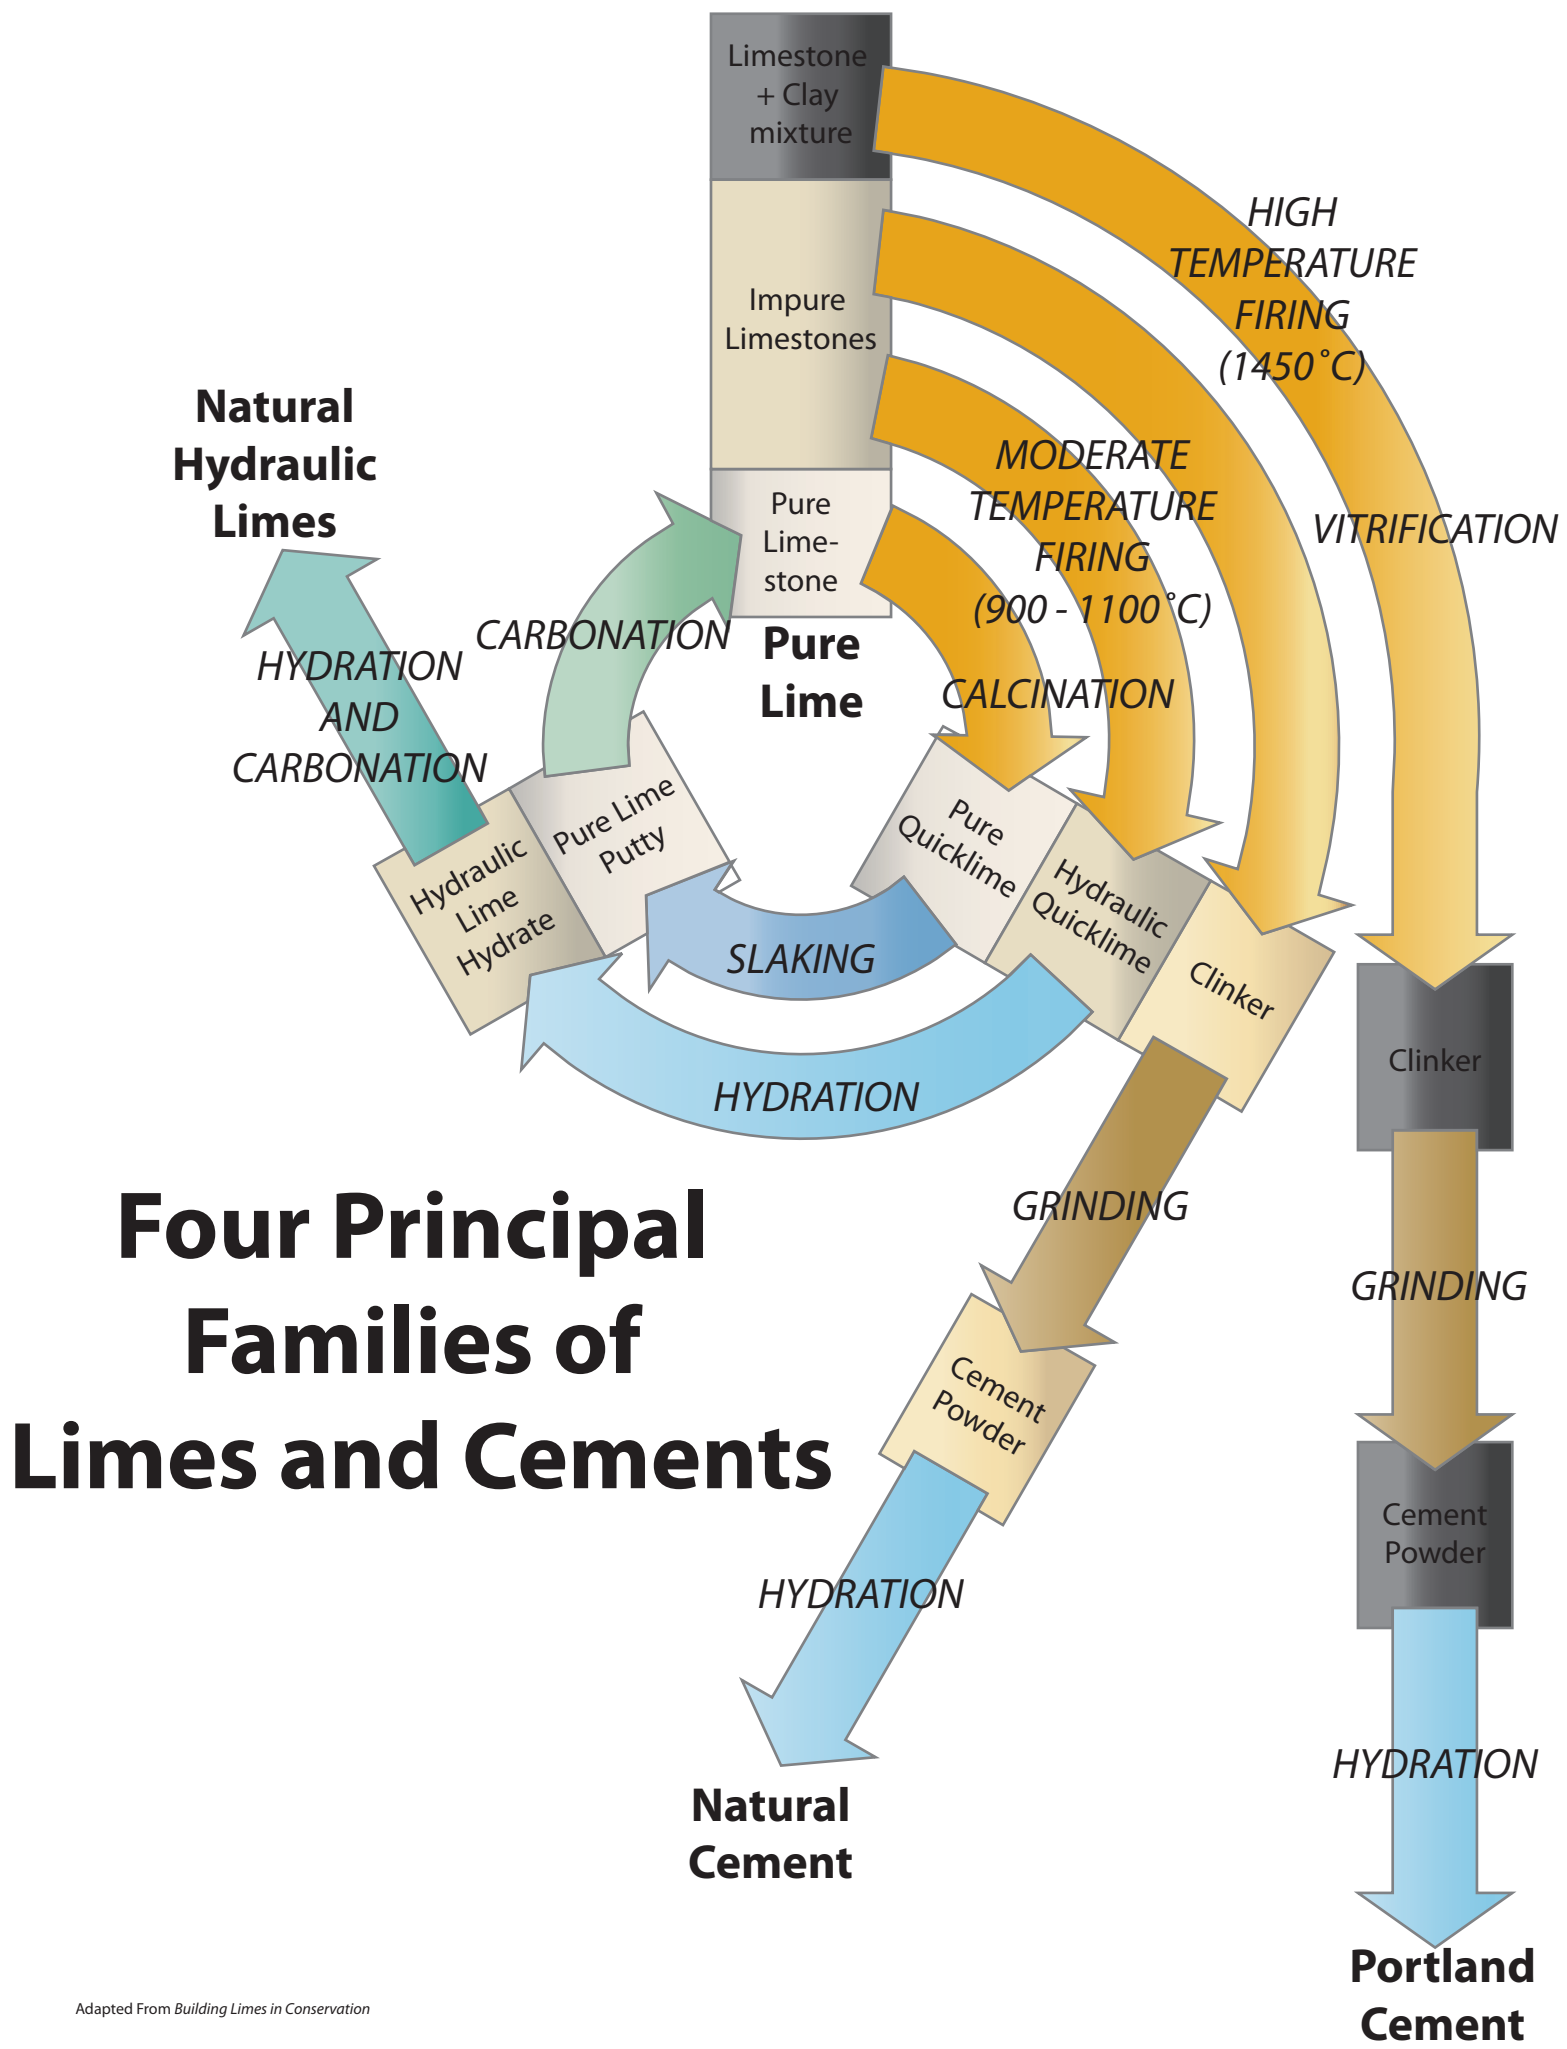 Limestone
+ Clay
mixture
HIGH
TEMPERATURE
FIRING
(1450˚C)
Impure
Limestones
Natural
Hydraulic
Limes
MODERATE
TEMPERATURE
FIRING
(900 - 1100˚C)
VITRIFICATION
Pure
Lime-
stone
CARBONATION
Pure
Lime
CALCINATION
HYDRATION
AND
CARBONATION
Pure Lime
Putty
Hydraulic
Lime
Hydrate
Pure
Quicklime
Hydraulic
Quicklime
Clinker
SLAKING
HYDRATION
Clinker
GRINDING
GRINDING
Four Principal
Families of
Limes and Cements
Cement
Powder
Cement
Powder
HYDRATION
HYDRATION
Natural
Cement
Portland
Cement
Adapted From Building Limes in Conservation